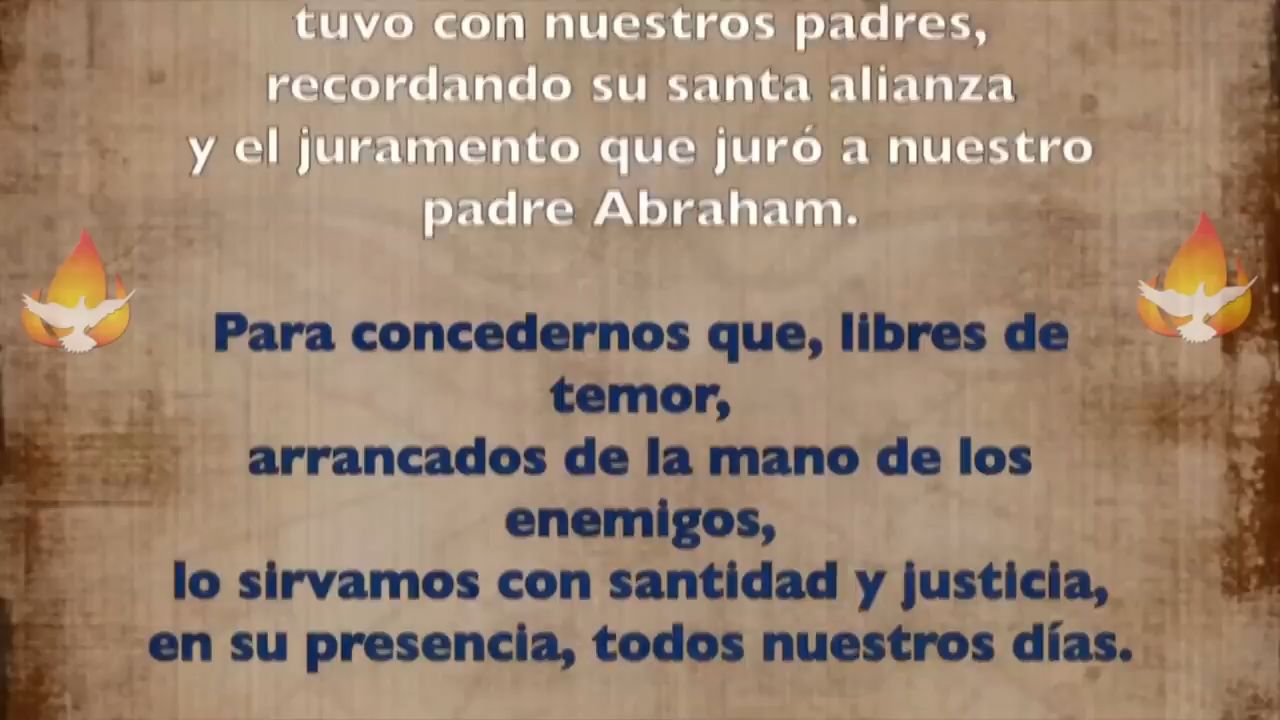 tuvo con nuestros padres,
recordando su santa alianza
y el juramento que juró a nuestro
padre Abraham.
Para concedernos que, libres de
temor,
arrancados de la mano de los
enemigos,
lo sirvamos con santidad y justicia,
en su presencia, todos nuestros días.